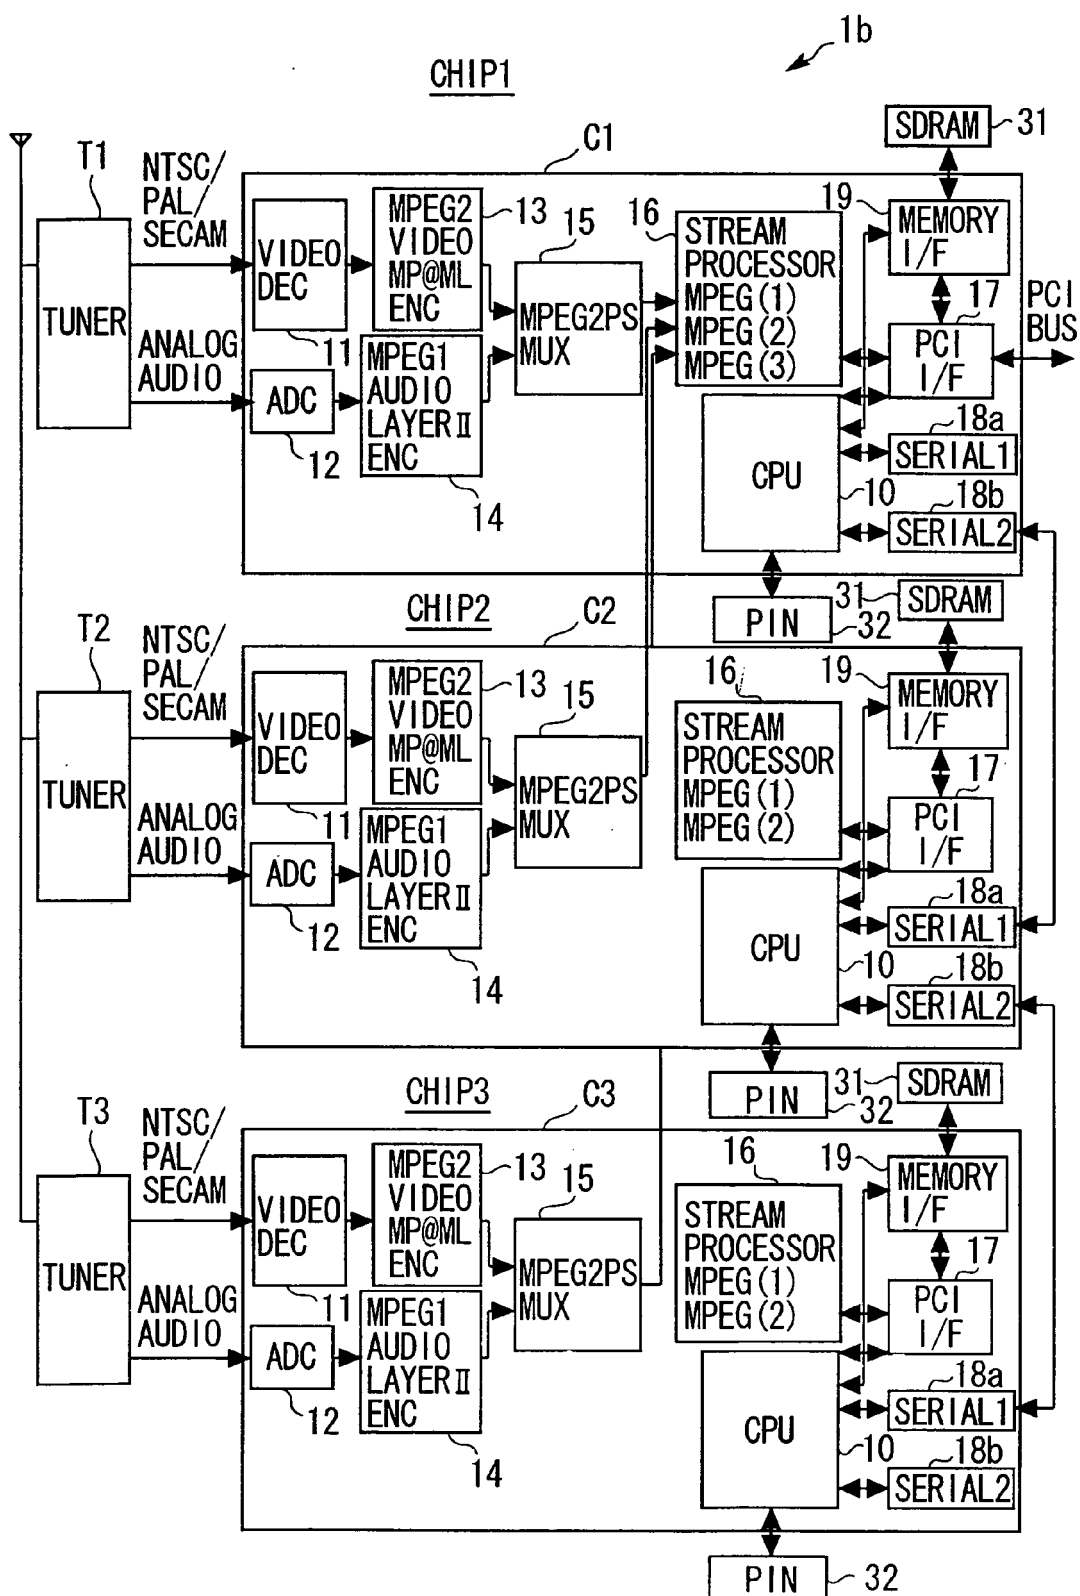 1b
CHIP1
SDRAM
31
T1
NTSC/
PAL/
SECAM
C1
TUNER
ANALOG
AUDIO
VIDEO
DEC
11
ADC
12
MPEG2
VIDEO
MP@ML
ENC
13
MPEG1
AUDIO
LAYER II
ENC
14
15
MPEG2PS
MUX
16
STREAM
PROCESSOR
MPEG(1)
MPEG(2)
MPEG(3)
19
MEMORY
I/F
17
PCI
I/F
PCI
BUS
CPU
10
18a
SERIAL1
18b
SERIAL2
PIN
32
CHIP2
31
SDRAM
T2
NTSC/
PAL/
SECAM
C2
TUNER
ANALOG
AUDIO
VIDEO
DEC
11
ADC
12
MPEG2
VIDEO
MP@ML
ENC
13
MPEG1
AUDIO
LAYER II
ENC
14
15
MPEG2PS
MUX
16
STREAM
PROCESSOR
MPEG(1)
MPEG(2)
19
MEMORY
I/F
17
PCI
I/F
CPU
10
18a
SERIAL1
18b
SERIAL2
PIN
32
CHIP3
31
SDRAM
T3
NTSC/
PAL/
SECAM
C3
TUNER
ANALOG
AUDIO
VIDEO
DEC
11
ADC
12
MPEG2
VIDEO
MP@ML
ENC
13
MPEG1
AUDIO
LAYER II
ENC
14
15
MPEG2PS
MUX
16
STREAM
PROCESSOR
MPEG(1)
MPEG(2)
19
MEMORY
I/F
17
PCI
I/F
CPU
10
18a
SERIAL1
18b
SERIAL2
PIN
32